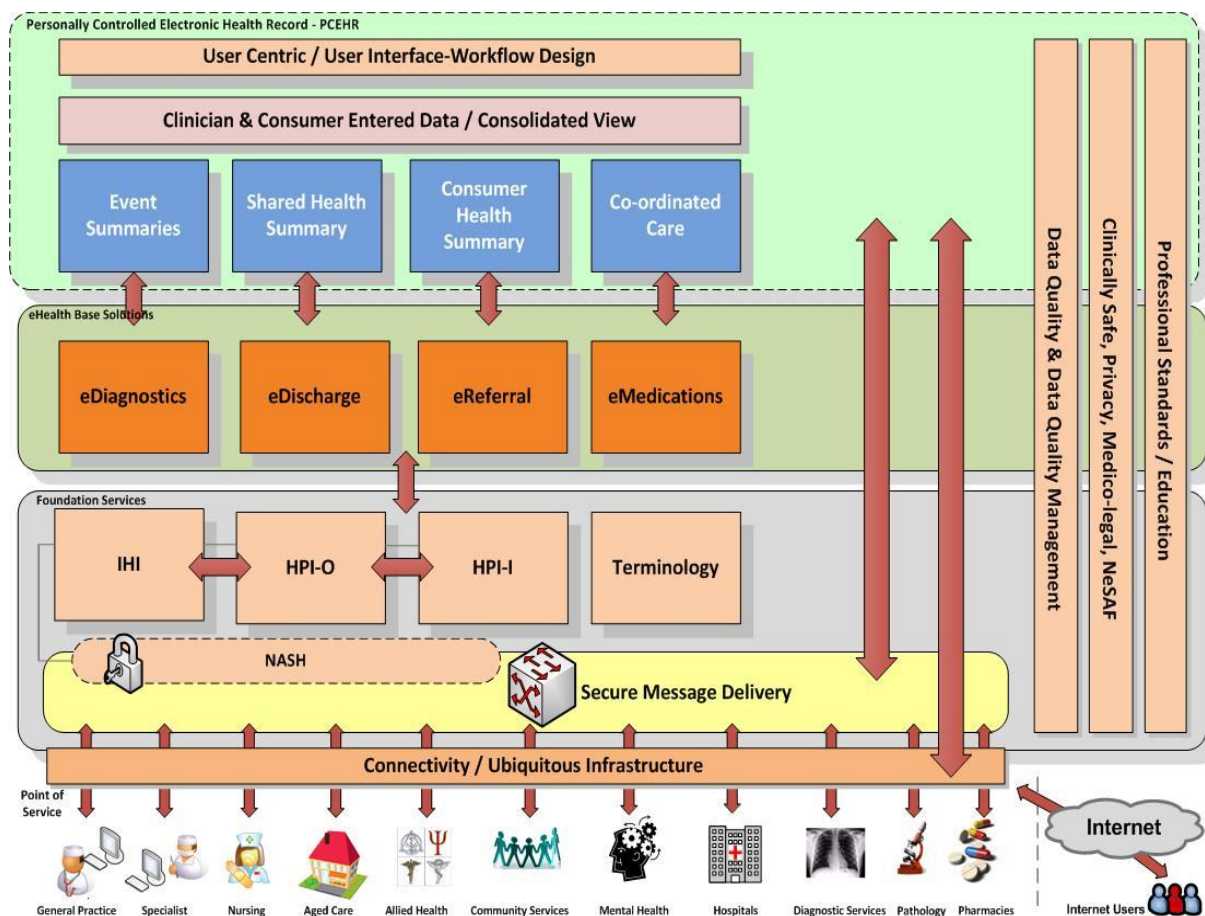 Personally Controlled Electronic Health Record - PCEHR
User Centric / User Interface-Workflow Design
Clinician & Consumer Entered Data / Consolidated View
Event
Summaries
Shared Health
Summary
Consumer
Health
Summary
Co-ordinated
Care
eHealth Base Solutions
eDiagnostics
eDischarge
eReferral
eMedications
Foundation Services
IHI
HPI-O
HPI-I
Terminology
NASH
Secure Message Delivery
Connectivity / Ubiquitous Infrastructure
Data Quality & Data Quality Management
Clinically Safe, Privacy, Medico-legal, NeSAF
Professional Standards / Education
Point of
Service
General Practice
Specialist
Nursing
Aged Care
Allied Health
Community Services
Mental Health
Hospitals
Diagnostic Services
Pathology
Pharmacies
Internet
Internet Users